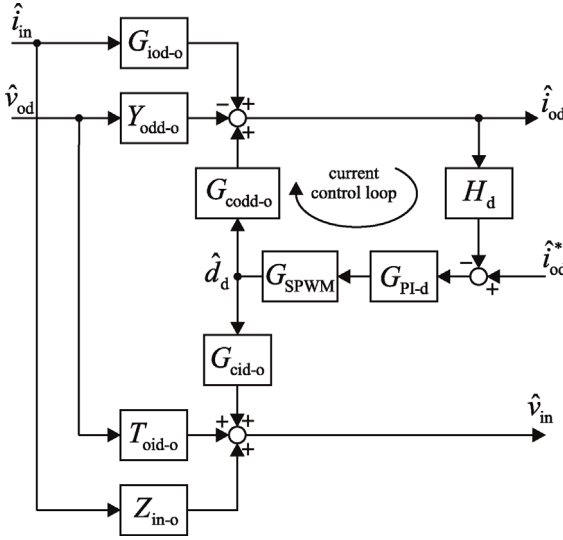 î_in
G_iod-o
v̂_od
− +
Y_odd-o
+
î_od
G_codd-o
current
control loop
H_d
d̂_d
G_SPWM
G_PI-d
−
+
î*_od
G_cid-o
v̂_in
+ +
T_oid-o
+
Z_in-o